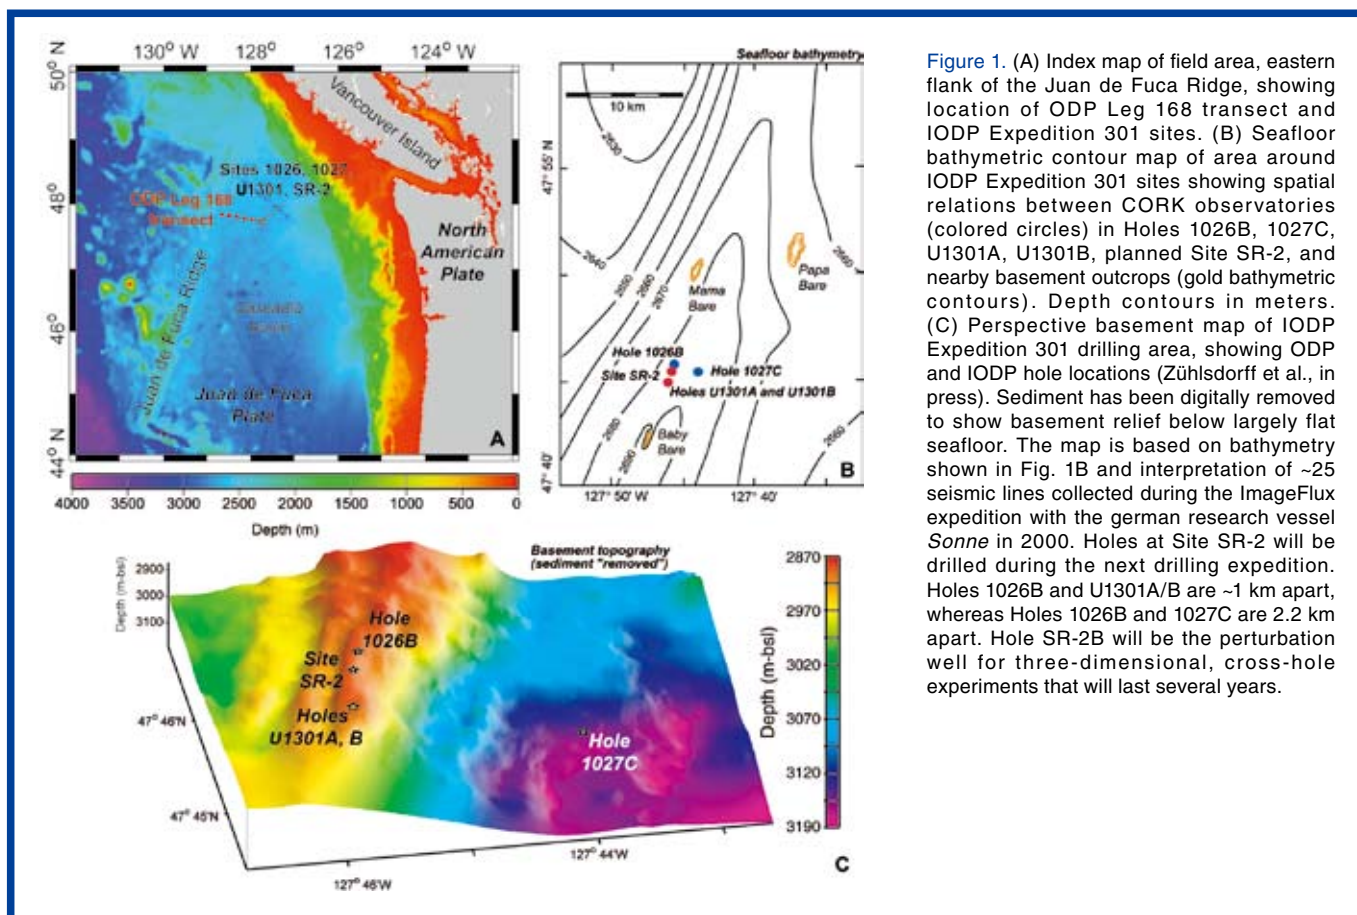 130° W 128° 126° 124° W
50° N
48°
46°
44° N
Vancouver Island
Sites 1026, 1027
U1301, SR-2
ODP Leg 168
transect
North
American
Plate
Juan de Fuca Ridge
Cascadia
Basin
Juan de Fuca
Plate
A
4000 3500 3000 2500 2000 1500 1000 500 0
Depth (m)
Seafloor bathymetry
10 km
2630
2640
2650
2660
2670
2660
2680
2690
2660
47° 55' N
47° 40'
Mama
Bare
Papa
Bare
Hole 1026B
Site SR-2
Hole 1027C
Holes U1301A and U1301B
Baby
Bare
B
127° 50' W 127° 40'
Basement topography
(sediment "removed")
Depth (m-bsl)
2900
3000
3100
Hole
1026B
Site
SR-2
Holes
U1301A, B
Hole
1027C
47° 46'N
47° 45'N
127° 46'W
127° 44'W
Depth (m-bsl)
2870
2970
3020
3070
3120
3190
C
Figure 1. (A) Index map of field area, eastern
flank of the Juan de Fuca Ridge, showing
location of ODP Leg 168 transect and
IODP Expedition 301 sites. (B) Seafloor
bathymetric contour map of area around
IODP Expedition 301 sites showing spatial
relations between CORK observatories
(colored circles) in Holes 1026B, 1027C,
U1301A, U1301B, planned Site SR-2, and
nearby basement outcrops (gold bathymetric
contours). Depth contours in meters.
(C) Perspective basement map of IODP
Expedition 301 drilling area, showing ODP
and IODP hole locations (Zühlsdorff et al., in
press). Sediment has been digitally removed
to show basement relief below largely flat
seafloor. The map is based on bathymetry
shown in Fig. 1B and interpretation of ~25
seismic lines collected during the ImageFlux
expedition with the german research vessel
Sonne in 2000. Holes at Site SR-2 will be
drilled during the next drilling expedition.
Holes 1026B and U1301A/B are ~1 km apart,
whereas Holes 1026B and 1027C are 2.2 km
apart. Hole SR-2B will be the perturbation
well for three-dimensional, cross-hole
experiments that will last several years.